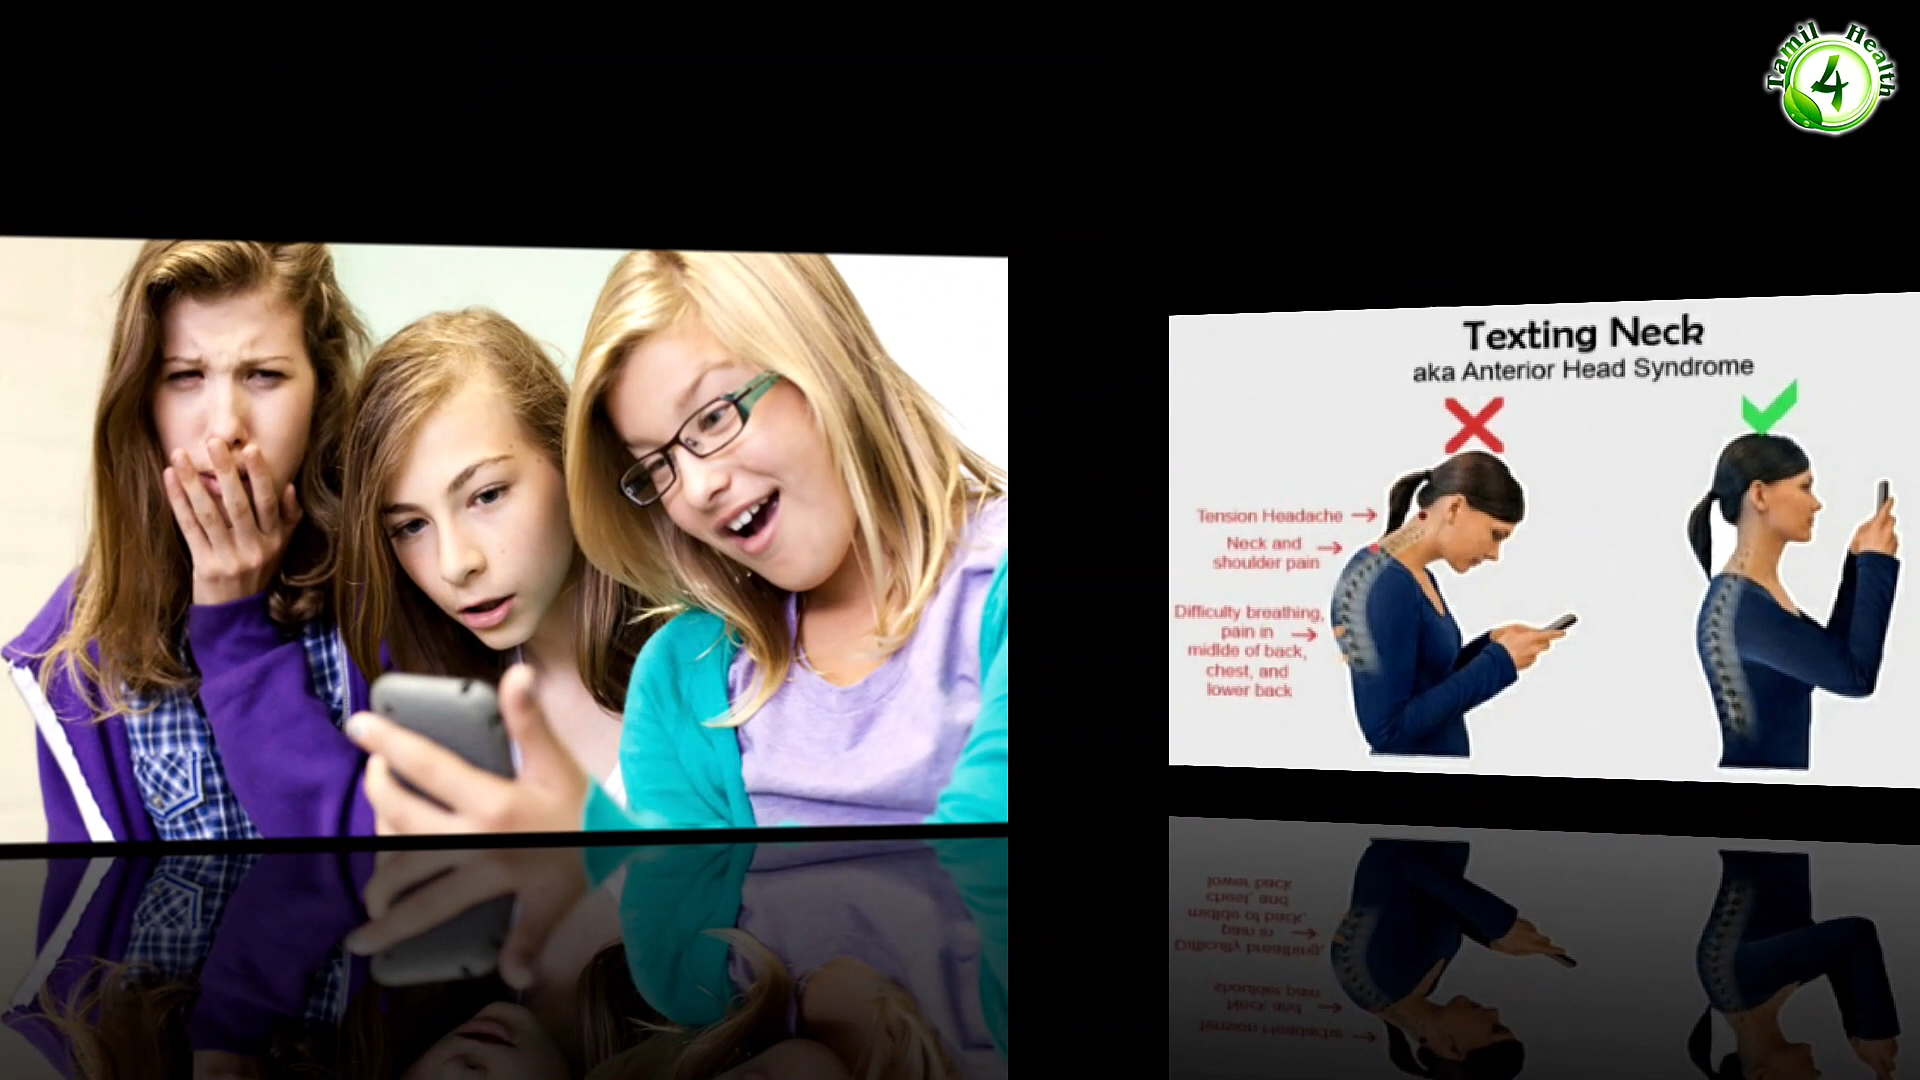 Tamil Health
4
Texting Neck
aka Anterior Head Syndrome
Tension Headache
Neck and
shoulder pain
Difficulty breathing,
pain in
midlde of back,
chest, and
lower back